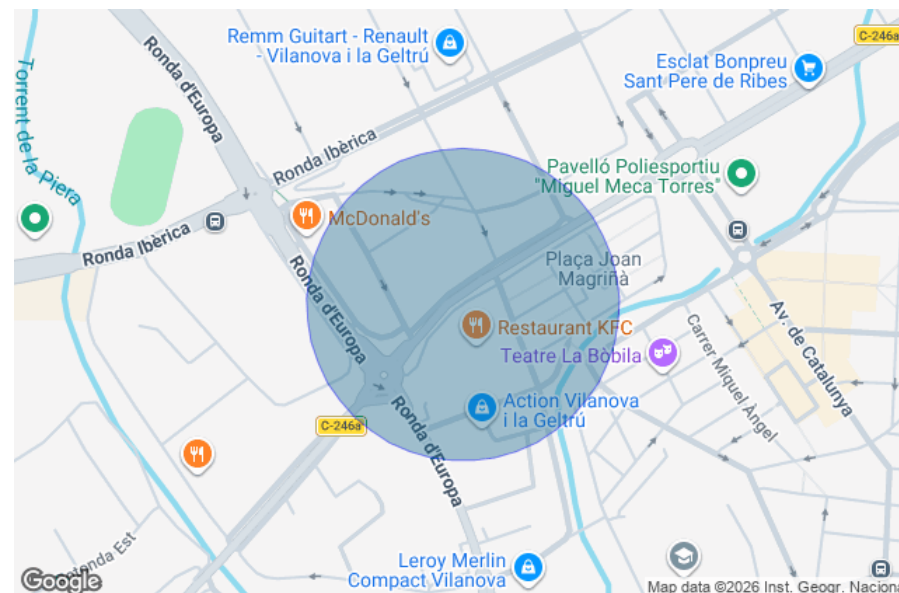 Remm Guitart - Renault
- Vilanova i la Geltrú
C-246a
Esclat Bonpreu
Sant Pere de Ribes
Ronda d'Europa
Torrent de la Piera
Ronda Ibèrica
Pavelló Poliesportiu
"Miguel Meca Torres"
McDonald's
Ronda Ibèrica
Plaça Joan
Magriñà
Ronda d'Europa
Restaurant KFC
Teatre La Bòbila
Carrer Miquel Àngel
Av. de Catalunya
Action Vilanova
i la Geltrú
C-246a
Ronda d'Europa
Leroy Merlin
Compact Vilanova
Google
Map data ©2026 Inst. Geogr. Naciona